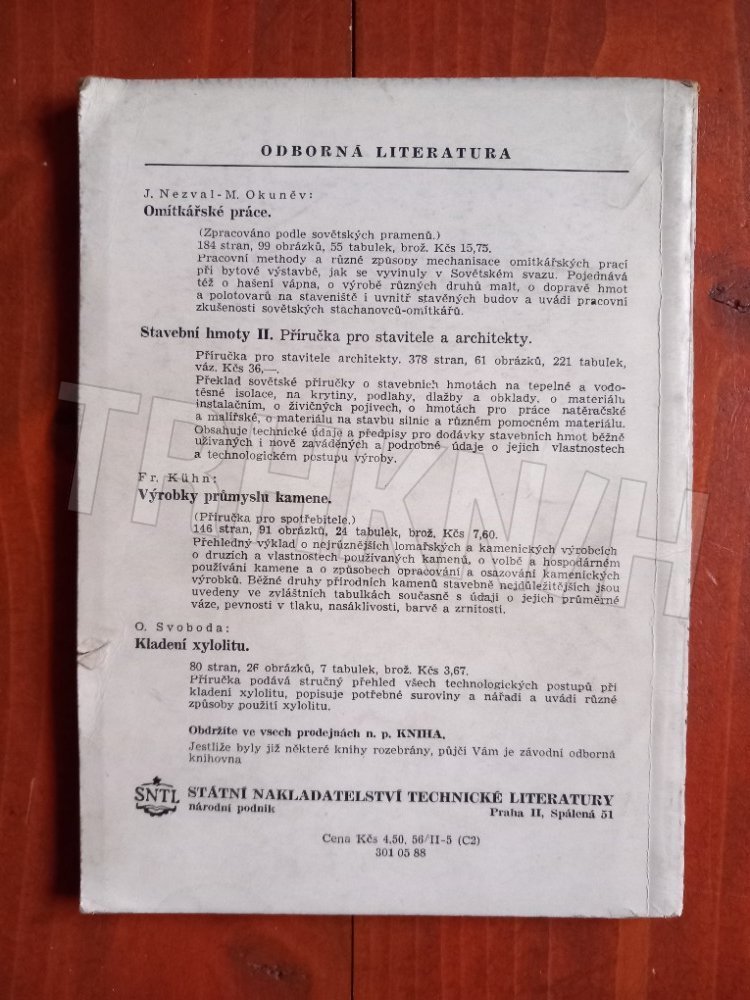 ODBORNÁ LITERATURA
J. Nezval-M. Okuněv:
Omítkářské práce.
(Zpracováno podle sovětských pramenů.)
184 stran, 99 obrázků, 55 tabulek, brož. Kčs 15,75.
Pracovní methody a různé způsoby mechanisace omítkářských prací
při bytové výstavbě, jak se vyvinuly v Sovětském svazu. Pojednává
též o hašení vápna, o výrobě různých druhů malt, o dopravě hmot
a polotovarů na staveniště i uvnitř stavěných budov a uvádí pracovní
zkušenosti sovětských stachanovců-omítkářů.
Stavební hmoty II. Příručka pro stavitele a architekty.
Příručka pro stavitele architekty. 378 stran, 61 obrázků, 221 tabulek,
váz. Kčs 36,—.
Překlad sovětské příručky o stavebních hmotách na tepelné a vodo-
těsné isolace, na krytiny, podlahy, dlažby a obklady, o materiálu
instalačním, o živičných pojivech, o hmotách pro práce natěračské
a malířské, o materiálu na stavbu silnic a různém pomocném materiálu.
Obsahuje technické údaje a předpisy pro dodávky stavebních hmot běžně
užívaných i nově zaváděných a podrobné údaje o jejich vlastnostech
a technologickém postupu výroby.
Fr. Kühn:
Výrobky průmyslu kamene.
(Příručka pro spotřebitele.)
146 stran, 91 obrázků, 24 tabulek, brož. Kčs 7,60.
Přehledný výklad o nejrůznějších lomařských a kamenických výrobcích
o druzích a vlastnostech používaných kamenů, o volbě a hospodárném
používání kamene a o způsobech opracování a osazování kamenických
výrobků. Běžné druhy přírodních kamenů stavebně nejdůležitějších jsou
uvedeny ve zvláštních tabulkách současně s údaji o jejich průměrné
váze, pevnosti v tlaku, nasáklivosti, barvě a zrnitosti.
O. Svoboda:
Kladení xylolitu.
80 stran, 26 obrázků, 7 tabulek, brož. Kčs 3,67.
Příručka podává stručný přehled všech technologických postupů při
kladení xylolitu, popisuje potřebné suroviny a nářadí a uvádí různé
způsoby použití xylolitu.
Obdržíte ve všech prodejnách n. p. KNIHA.
Jestliže byly již některé knihy rozebrány, půjčí Vám je závodní odborná
knihovna
SNTL STÁTNÍ NAKLADATELSTVÍ TECHNICKÉ LITERATURY
národní podnik Praha II, Spálená 51
Cena Kčs 4,50, 56/II-5 (C2)
301 05 88
TRHKNIH